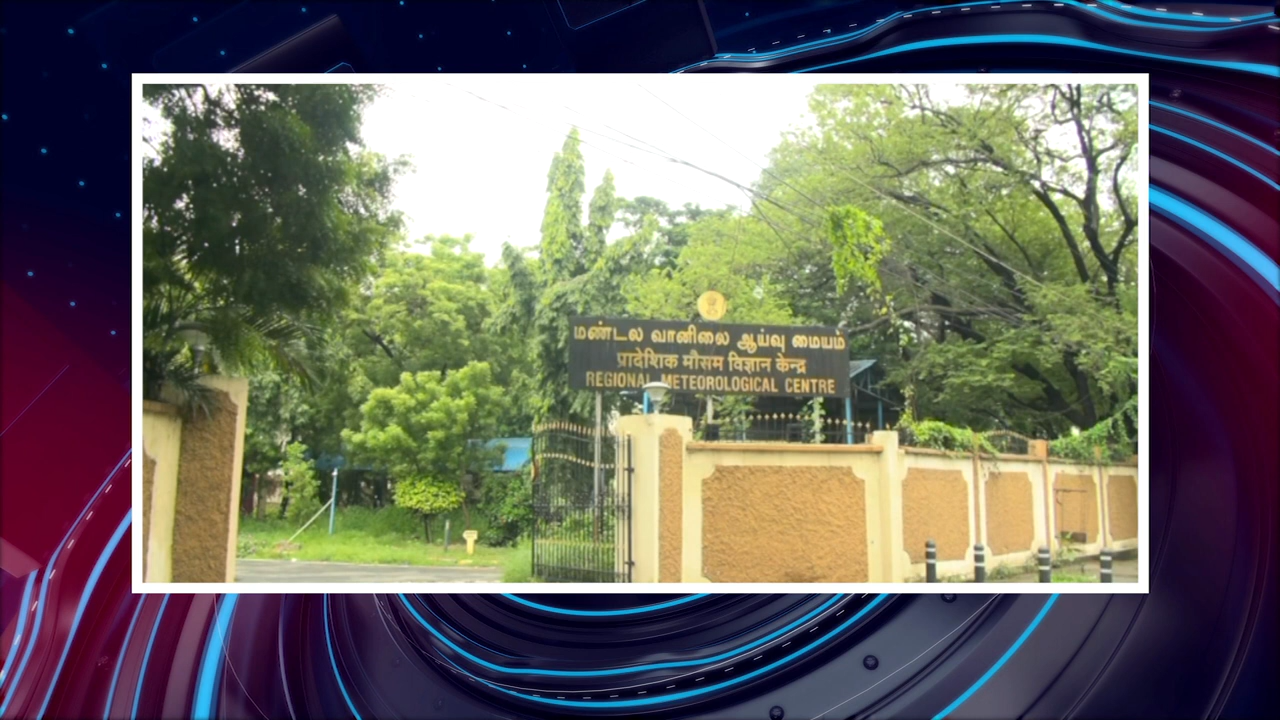 மண்டல வானிலை ஆய்வு மையம்
प्रादेशिक मौसम विज्ञान केन्द्र
REGIONAL METEOROLOGICAL CENTRE